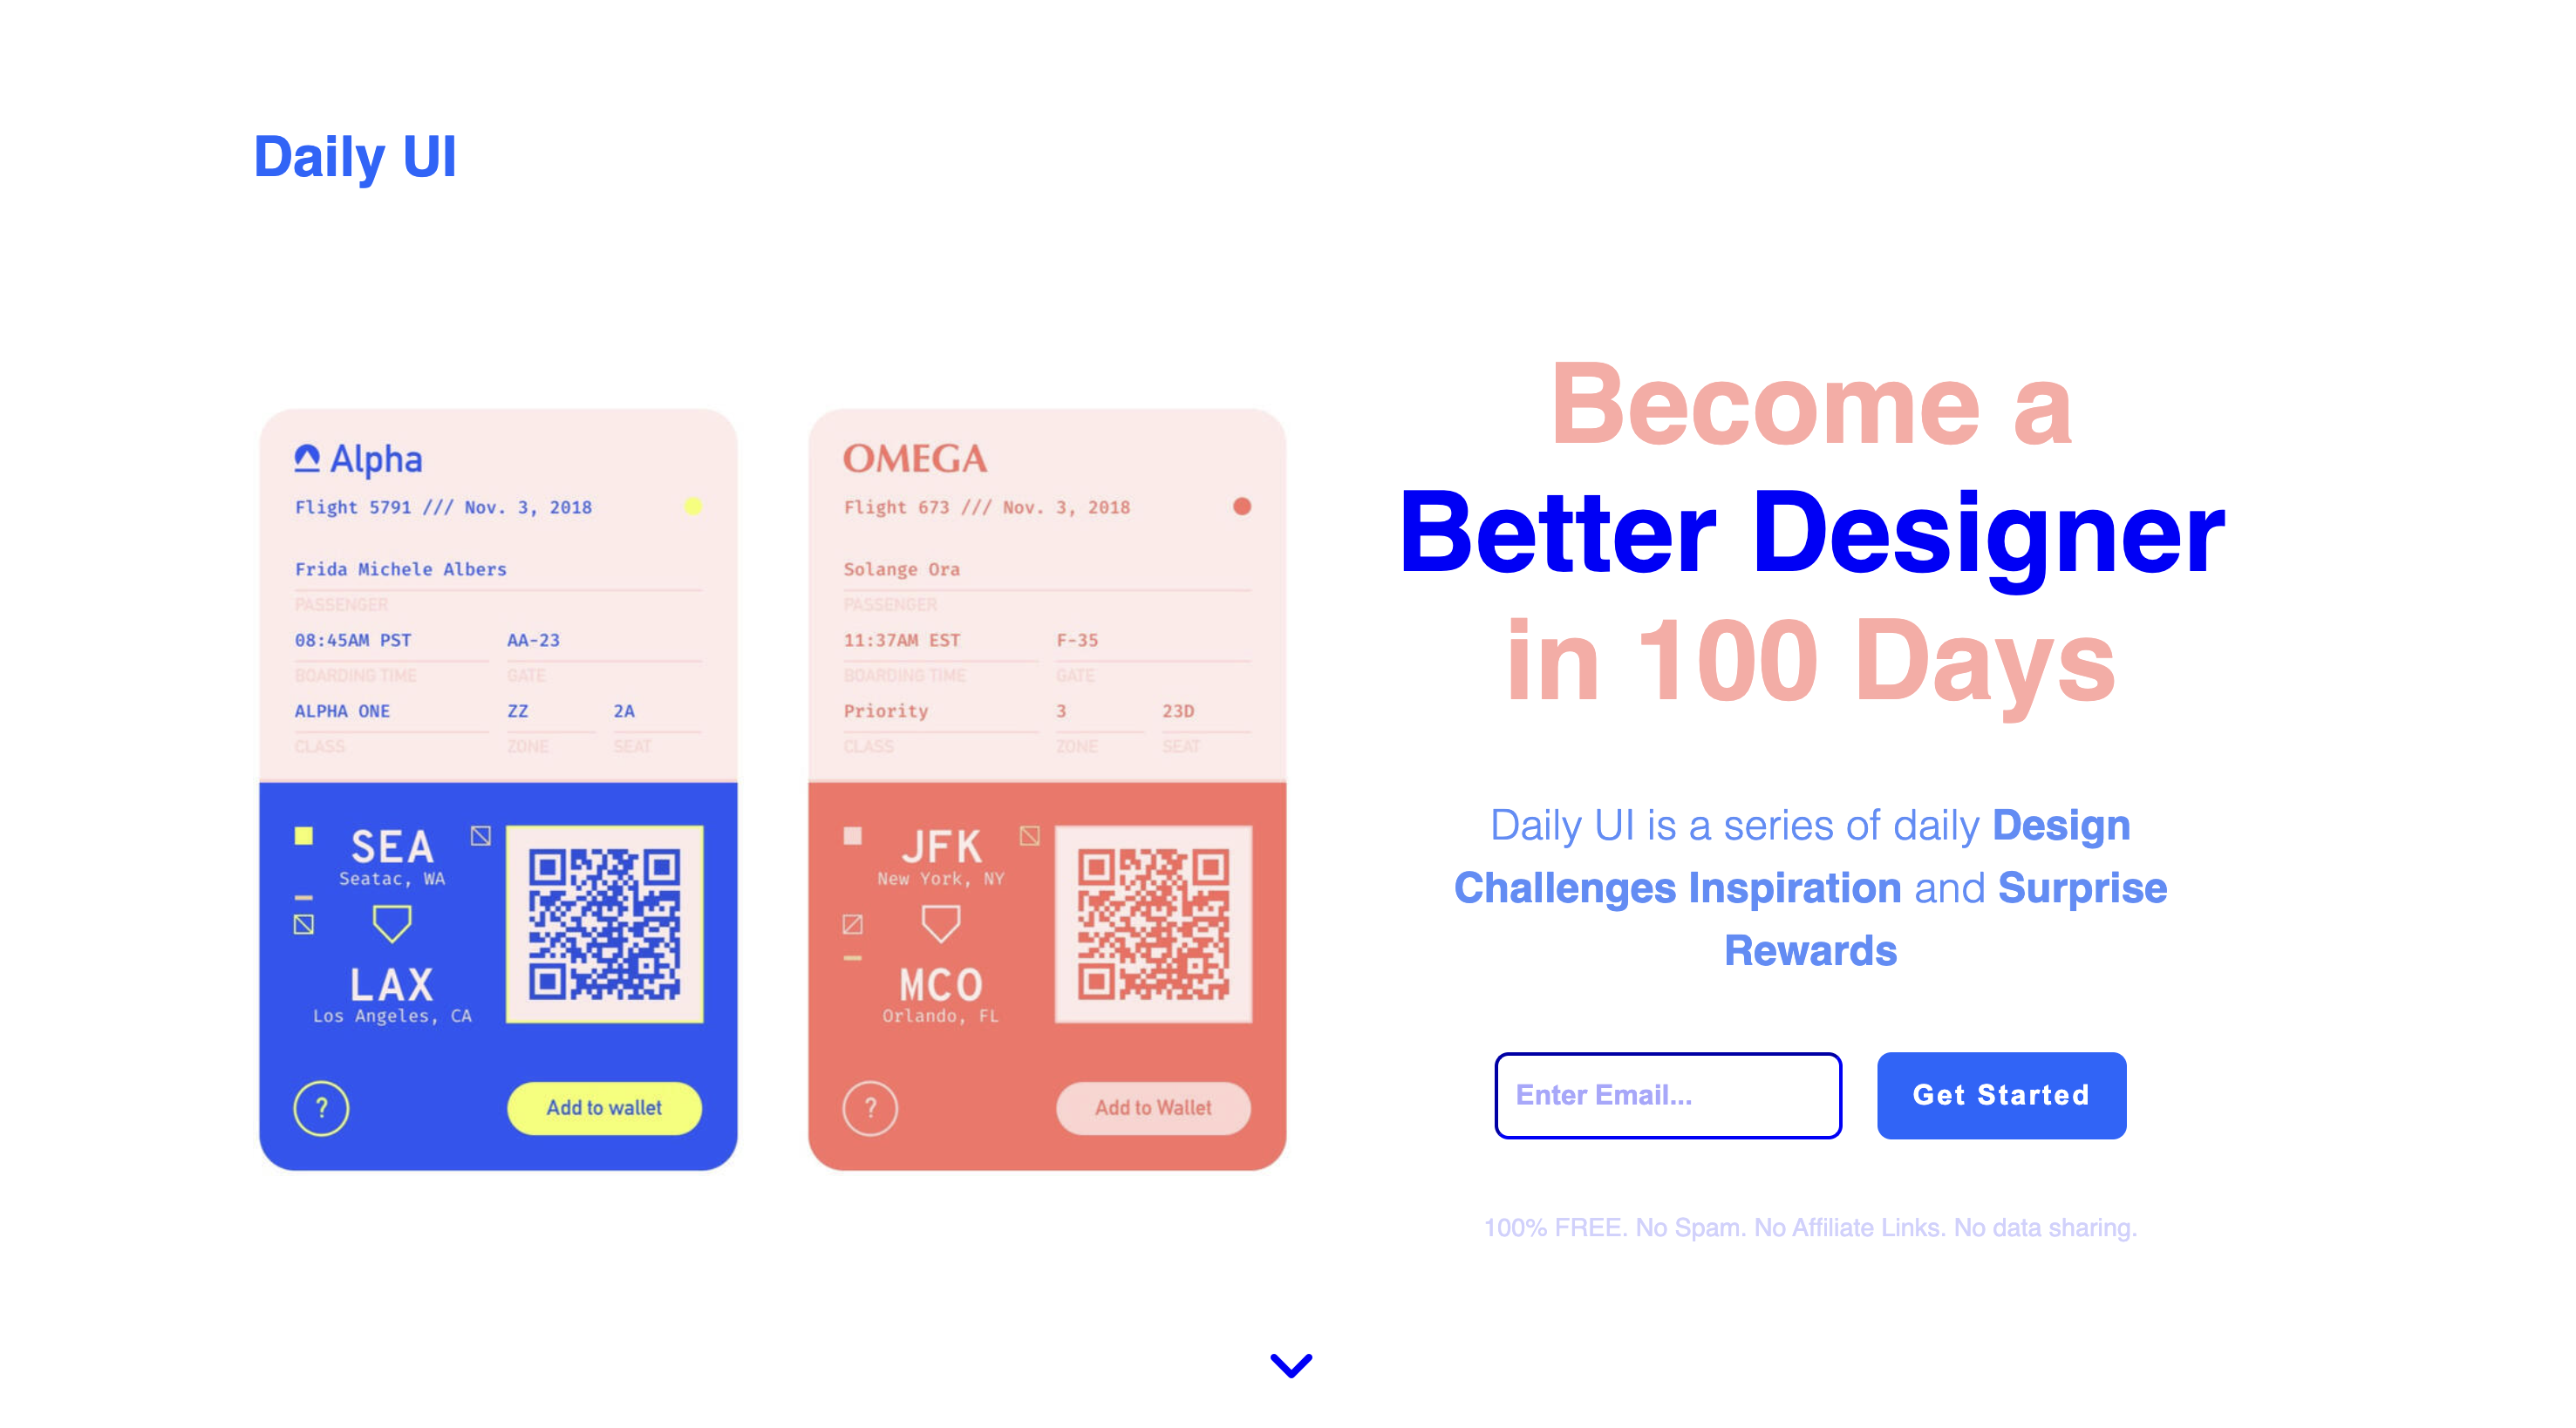 Daily UI
Alpha
Flight 5791 /// Nov. 3, 2018
Frida Michele Albers
PASSENGER
08:45AM PST AA-23
BOARDING TIME GATE
ALPHA ONE ZZ 2A
CLASS ZONE SEAT
SEA
Seatac, WA
LAX
Los Angeles, CA
? Add to wallet
OMEGA
Flight 673 /// Nov. 3, 2018
Solange Ora
PASSENGER
11:37AM EST F-35
BOARDING TIME GATE
Priority 3 23D
CLASS ZONE SEAT
JFK
New York, NY
MCO
Orlando, FL
? Add to Wallet
Become a
Better Designer
in 100 Days
Daily UI is a series of daily Design
Challenges Inspiration and Surprise
Rewards
Enter Email... Get Started
100% FREE. No Spam. No Affiliate Links. No data sharing.